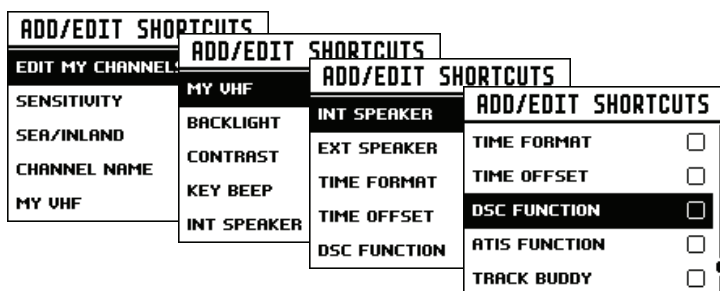 ADD/EDIT SHORTCUTS
EDIT MY CHANNELS
SENSITIVITY
SEA/INLAND
CHANNEL NAME
MY VHF
ADD/EDIT SHORTCUTS
MY VHF
BACKLIGHT
CONTRAST
KEY BEEP
INT SPEAKER
ADD/EDIT SHORTCUTS
INT SPEAKER
EXT SPEAKER
TIME FORMAT
TIME OFFSET
DSC FUNCTION
ADD/EDIT SHORTCUTS
TIME FORMAT
TIME OFFSET
DSC FUNCTION
ATIS FUNCTION
TRACK BUDDY